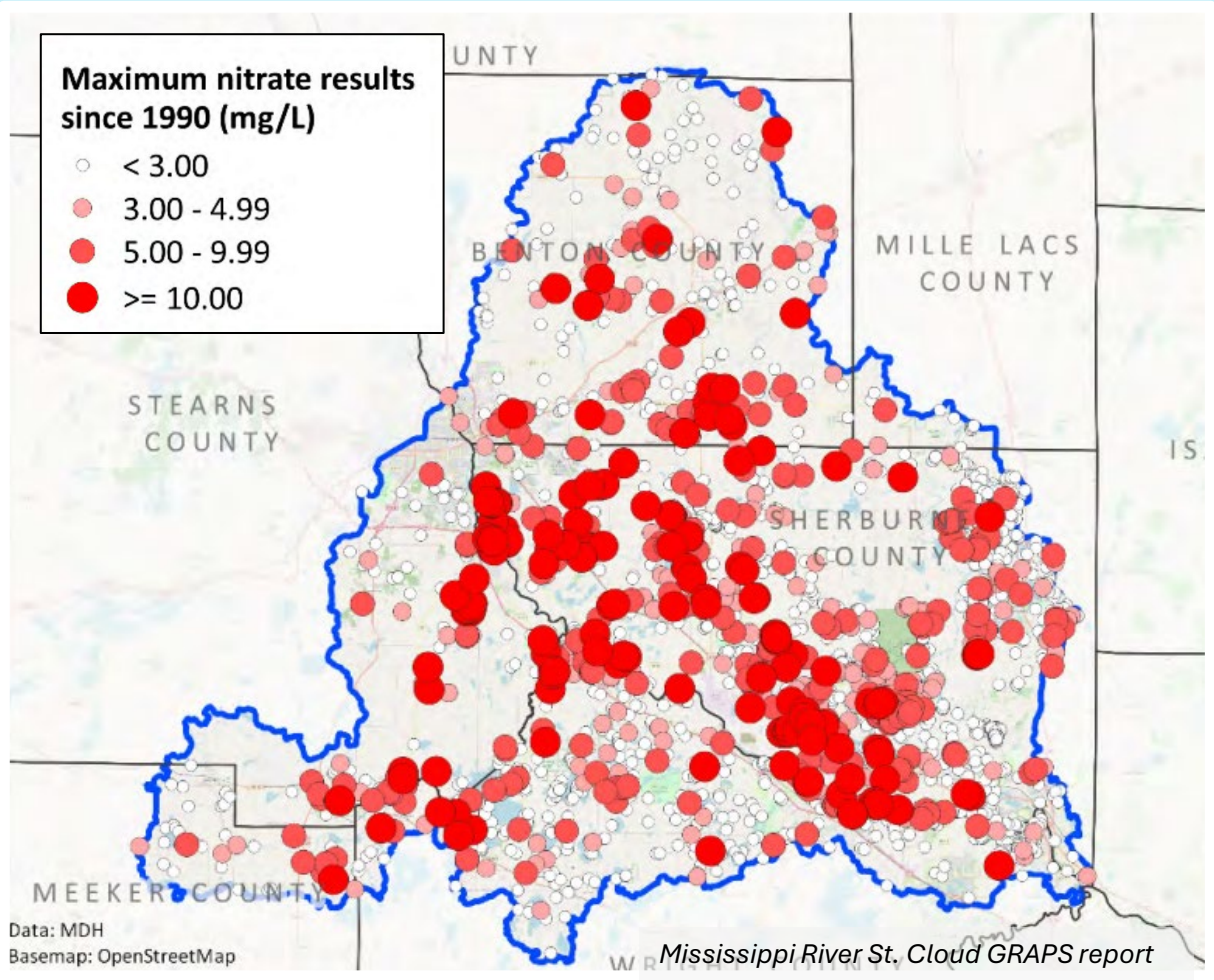 Maximum nitrate results
since 1990 (mg/L)
< 3.00
3.00 - 4.99
5.00 - 9.99
>= 10.00
UNTY
BENTON COUNTY
MILLE LACS
COUNTY
STEARNS
COUNTY
IS
SHERBURNE
COUNTY
MEEKER COUNTY
Data: MDH
Basemap: OpenStreetMap
WRIGHT COUNTY
Mississippi River St. Cloud GRAPS report